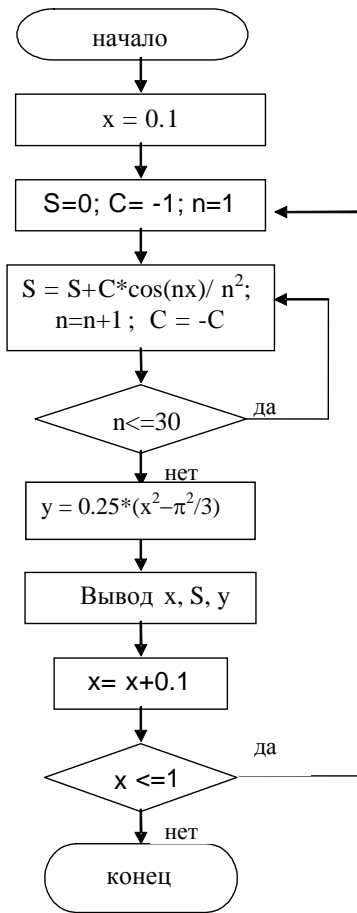 начало
x = 0.1
S=0; C= -1; n=1
S = S+C*cos(nx)/ n²;
n=n+1 ; C = -C
n<=30
да
нет
y = 0.25*(x²−π²/3)
Вывод x, S, y
x= x+0.1
x <=1
да
нет
конец